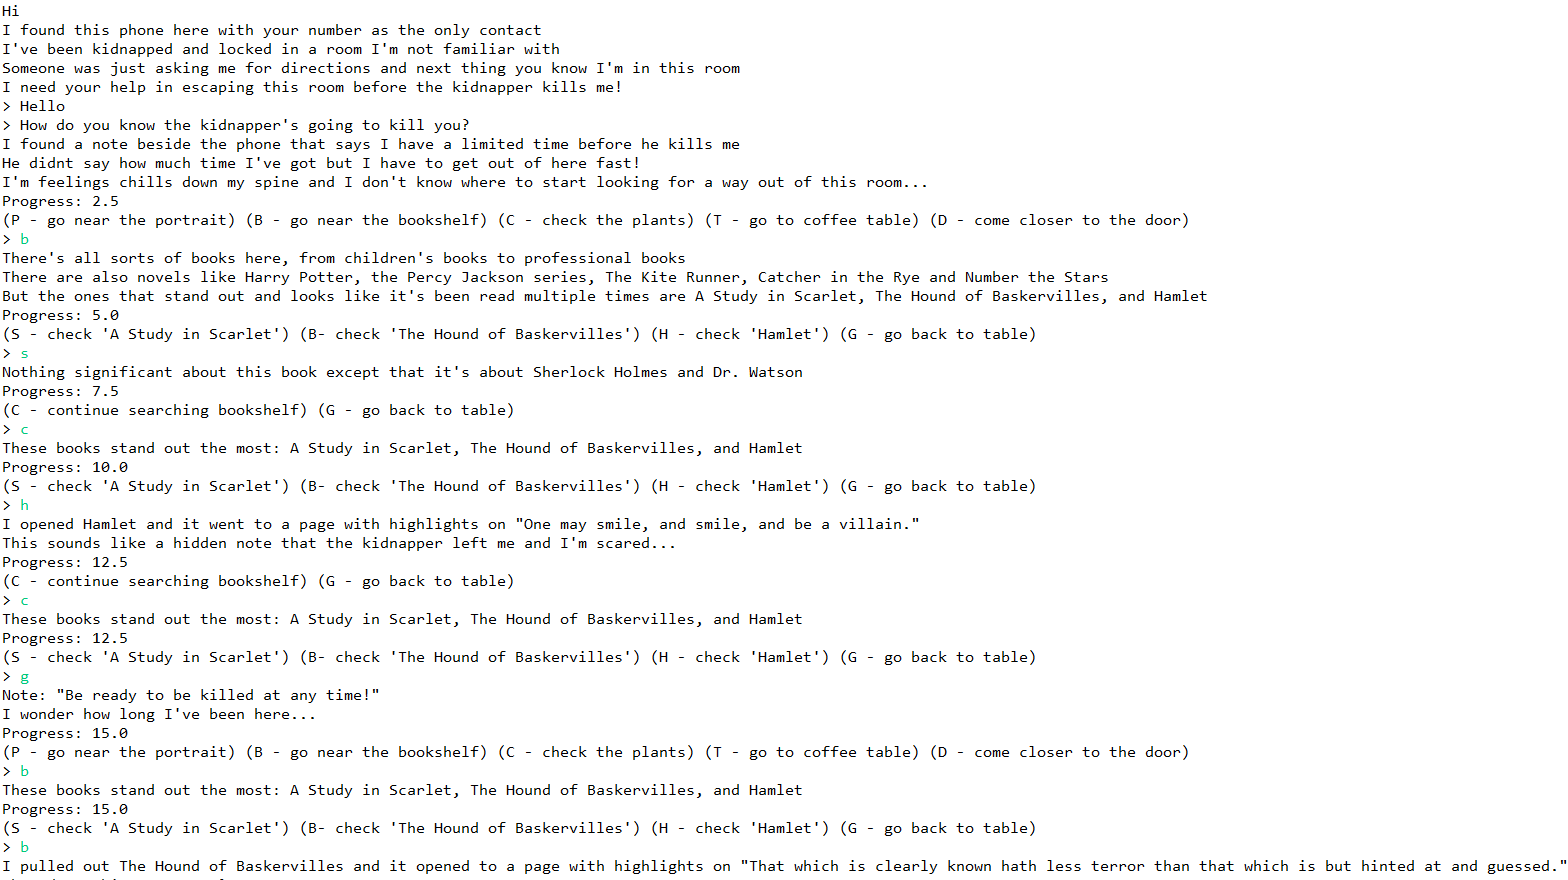 Hi
I found this phone here with your number as the only contact
I've been kidnapped and locked in a room I'm not familiar with
Someone was just asking me for directions and next thing you know I'm in this room
I need your help in escaping this room before the kidnapper kills me!
> Hello
> How do you know the kidnapper's going to kill you?
I found a note beside the phone that says I have a limited time before he kills me
He didnt say how much time I've got but I have to get out of here fast!
I'm feelings chills down my spine and I don't know where to start looking for a way out of this room...
Progress: 2.5
(P - go near the portrait) (B - go near the bookshelf) (C - check the plants) (T - go to coffee table) (D - come closer to the door)
> b
There's all sorts of books here, from children's books to professional books
There are also novels like Harry Potter, the Percy Jackson series, The Kite Runner, Catcher in the Rye and Number the Stars
But the ones that stand out and looks like it's been read multiple times are A Study in Scarlet, The Hound of Baskervilles, and Hamlet
Progress: 5.0
(S - check 'A Study in Scarlet') (B- check 'The Hound of Baskervilles') (H - check 'Hamlet') (G - go back to table)
> s
Nothing significant about this book except that it's about Sherlock Holmes and Dr. Watson
Progress: 7.5
(C - continue searching bookshelf) (G - go back to table)
> c
These books stand out the most: A Study in Scarlet, The Hound of Baskervilles, and Hamlet
Progress: 10.0
(S - check 'A Study in Scarlet') (B- check 'The Hound of Baskervilles') (H - check 'Hamlet') (G - go back to table)
> h
I opened Hamlet and it went to a page with highlights on "One may smile, and smile, and be a villain."
This sounds like a hidden note that the kidnapper left me and I'm scared...
Progress: 12.5
(C - continue searching bookshelf) (G - go back to table)
> c
These books stand out the most: A Study in Scarlet, The Hound of Baskervilles, and Hamlet
Progress: 12.5
(S - check 'A Study in Scarlet') (B- check 'The Hound of Baskervilles') (H - check 'Hamlet') (G - go back to table)
> g
Note: "Be ready to be killed at any time!"
I wonder how long I've been here...
Progress: 15.0
(P - go near the portrait) (B - go near the bookshelf) (C - check the plants) (T - go to coffee table) (D - come closer to the door)
> b
These books stand out the most: A Study in Scarlet, The Hound of Baskervilles, and Hamlet
Progress: 15.0
(S - check 'A Study in Scarlet') (B- check 'The Hound of Baskervilles') (H - check 'Hamlet') (G - go back to table)
> b
I pulled out The Hound of Baskervilles and it opened to a page with highlights on "That which is clearly known hath less terror than that which is but hinted at and guessed."